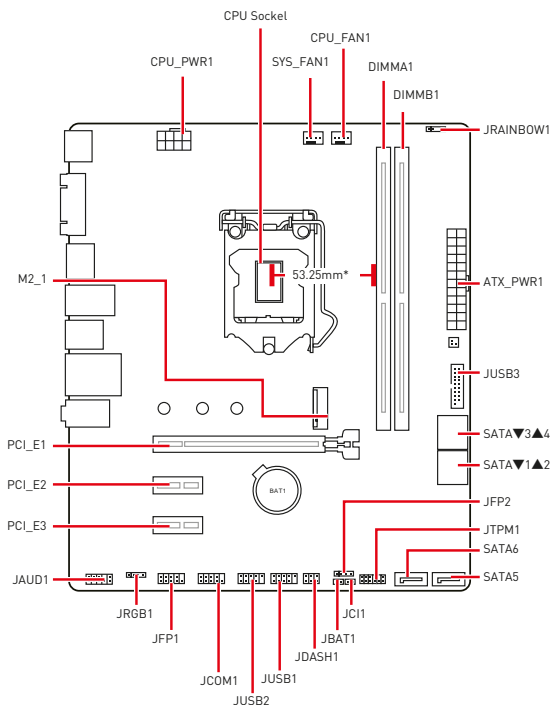 CPU Sockel
CPU_FAN1
CPU_PWR1
SYS_FAN1
DIMMA1
DIMMB1
JRAINBOW1
M2_1
53.25mm*
ATX_PWR1
JUSB3
SATA▼3▲4
PCI_E1
SATA▼1▲2
PCI_E2
BAT1
JFP2
PCI_E3
JTPM1
SATA6
JAUD1
SATA5
JRGB1
JCI1
JFP1
JBAT1
JDASH1
JCOM1
JUSB1
JUSB2